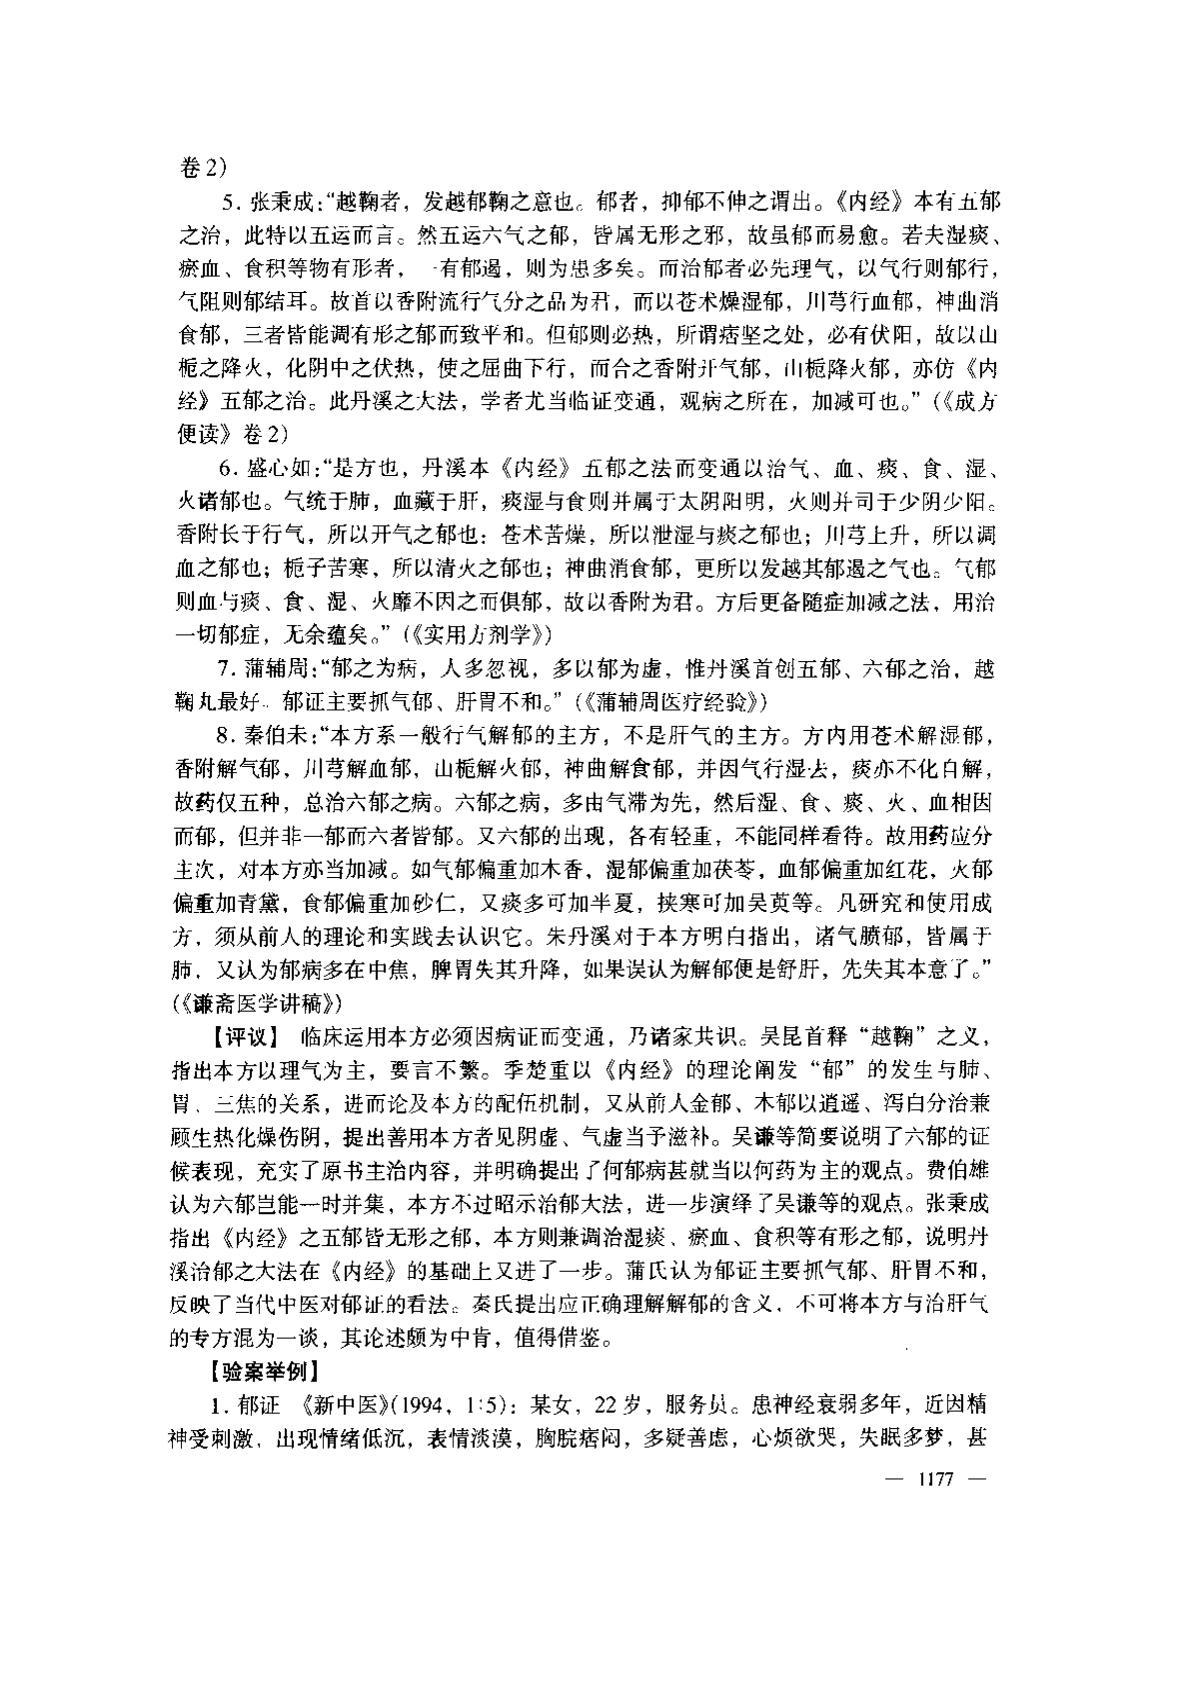 卷2)
5. 张秉成：“越鞠者，发越郁鞠之意也。郁者，抑郁不伸之谓也。《内经》本有五郁
之治，此特以五运而言。然五运六气之郁，皆属无形之邪，故虽郁而易愈。若夫湿痰、
瘀血、食积等物有形者，一有郁遏，则为患多矣。而治郁者必先理气，以气行则郁行，
气阻则郁结耳。故首以香附流行气分之品为君，而以苍术燥湿郁，川芎行血郁，神曲消
食郁，三者皆能调有形之郁而致平和。但郁则必热，所谓痞坚之处，必有伏阳，故以山
栀之降火，化阴中之伏热，使之屈曲下行，而合之香附开气郁，山栀降火郁，亦仿《内
经》五郁之治。此丹溪之大法，学者尤当临证变通，观病之所在，加减可也。”(《成方
便读》卷2)
6. 盛心如：“是方也，丹溪本《内经》五郁之法而变通以治气、血、痰、食、湿、
火诸郁也。气统于肺，血藏于肝，痰湿与食则并属于太阴阳明，火则并司于少阴少阳。
香附长于行气，所以开气之郁也；苍术苦燥，所以泄湿与痰之郁也；川芎上升，所以调
血之郁也；栀子苦寒，所以清火之郁也；神曲消食郁，更所以发越其郁遏之气也。气郁
则血与痰、食、湿、火靡不因之而俱郁，故以香附为君。方后更备随症加减之法，用治
一切郁症，无余蕴矣。”(《实用方剂学》)
7. 蒲辅周：“郁之为病，人多忽视，多以郁为虚，惟丹溪首创五郁、六郁之治，越
鞠丸最好。郁证主要抓气郁、肝胃不和。”(《蒲辅周医疗经验》)
8. 秦伯未：“本方系一般行气解郁的主方，不是肝气的主方。方内用苍术解湿郁，
香附解气郁，川芎解血郁，山栀解火郁，神曲解食郁，并因气行湿去，痰亦不化自解，
故药仅五种，总治六郁之病。六郁之病，多由气滞为先，然后湿、食、痰、火、血相因
而郁，但并非一郁而六者皆郁。又六郁的出现，各有轻重，不能同样看待。故用药应分
主次，对本方亦当加减。如气郁偏重加木香，湿郁偏重加茯苓，血郁偏重加红花，火郁
偏重加青黛，食郁偏重加砂仁，又痰多可加半夏，挟寒可加吴萸等。凡研究和使用成
方，须从前人的理论和实践去认识它。朱丹溪对于本方明白指出，诸气膹郁，皆属于
肺，又认为郁病多在中焦，脾胃失其升降，如果误认为解郁便是舒肝，先失其本意了。”
(《谦斋医学讲稿》)
【评议】 临床运用本方必须因病证而变通，乃诸家共识。吴昆首释“越鞠”之义，
指出本方以理气为主，要言不繁。季楚重以《内经》的理论阐发“郁”的发生与肺、
胃、三焦的关系，进而论及本方的配伍机制，又从前人金郁、木郁以逍遥、泻白分治兼
顾生热化燥伤阴，提出善用本方者见阴虚、气虚当予滋补。吴谦等简要说明了六郁的证
候表现，充实了原书主治内容，并明确提出了何郁病甚就当以何药为主的观点。费伯雄
认为六郁岂能一时并集，本方不过昭示治郁大法，进一步演绎了吴谦等的观点。张秉成
指出《内经》之五郁皆无形之郁，本方则兼调治湿痰、瘀血、食积等有形之郁，说明丹
溪治郁之大法在《内经》的基础上又进了一步。蒲氏认为郁证主要抓气郁、肝胃不和，
反映了当代中医对郁证的看法。秦氏提出应正确理解解郁的含义，不可将本方与治肝气
的专方混为一谈，其论述颇为中肯，值得借鉴。
【验案举例】
1. 郁证 《新中医》(1994，1:5)：某女，22岁，服务员。患神经衰弱多年，近因精
神受刺激，出现情绪低沉，表情淡漠，胸脘痞闷，多疑善虑，心烦欲哭，失眠多梦，甚
— 1177 —